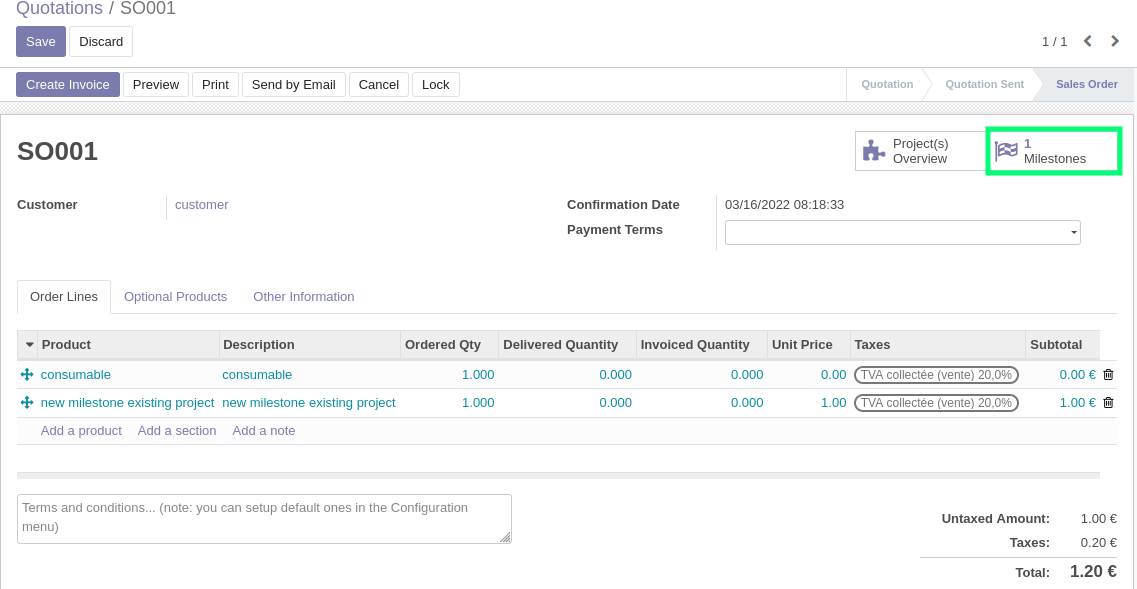 Quotations / SO001
Save Discard 1 / 1
Create Invoice Preview Print Send by Email Cancel Lock Quotation Quotation Sent Sales Order
SO001
Project(s) Overview
1 Milestones
Customer customer
Confirmation Date 03/16/2022 08:18:33
Payment Terms
Order Lines Optional Products Other Information
Product Description Ordered Qty Delivered Quantity Invoiced Quantity Unit Price Taxes Subtotal
consumable consumable 1.000 0.000 0.000 0.00 TVA collectée (vente) 20,0% 0.00 €
new milestone existing project new milestone existing project 1.000 0.000 0.000 1.00 TVA collectée (vente) 20,0% 1.00 €
Add a product Add a section Add a note
Terms and conditions... (note: you can setup default ones in the Configuration
menu)
Untaxed Amount: 1.00 €
Taxes: 0.20 €
Total: 1.20 €